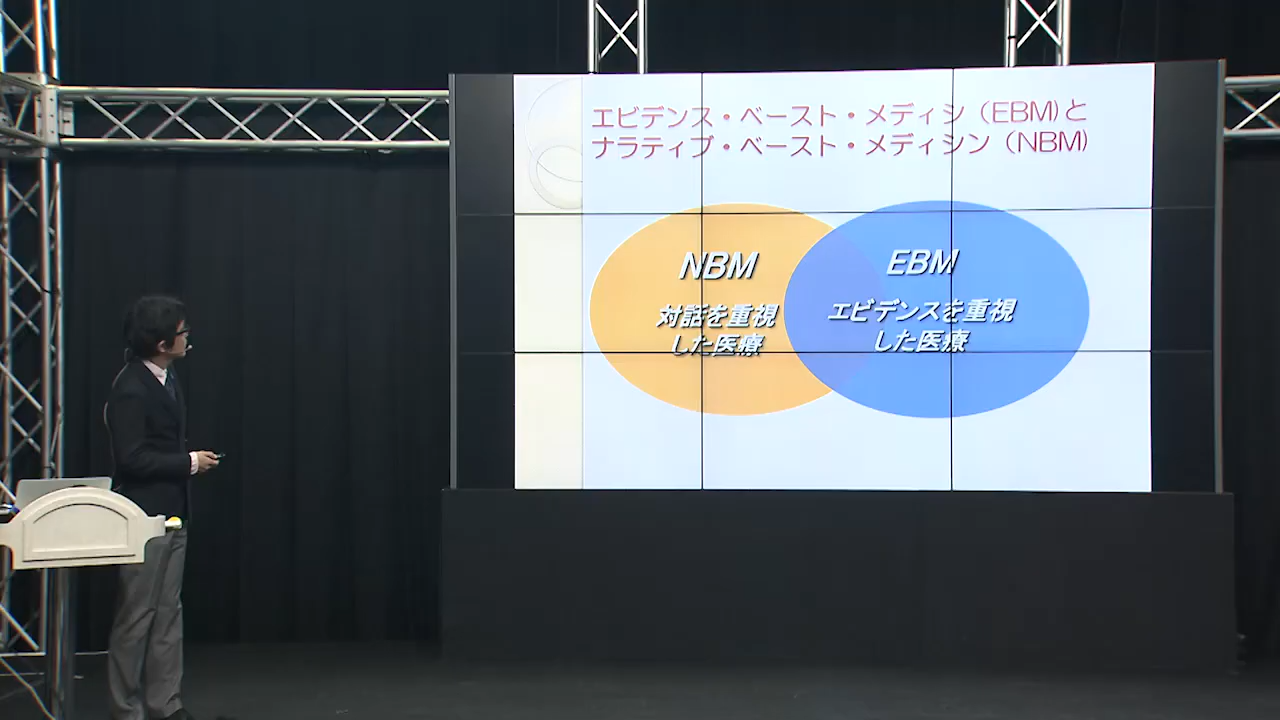 エビデンス・ベースト・メディシ（EBM）と
ナラティブ・ベースト・メディシン（NBM）
NBM
対話を重視
した医療
EBM
エビデンスを重視
した医療